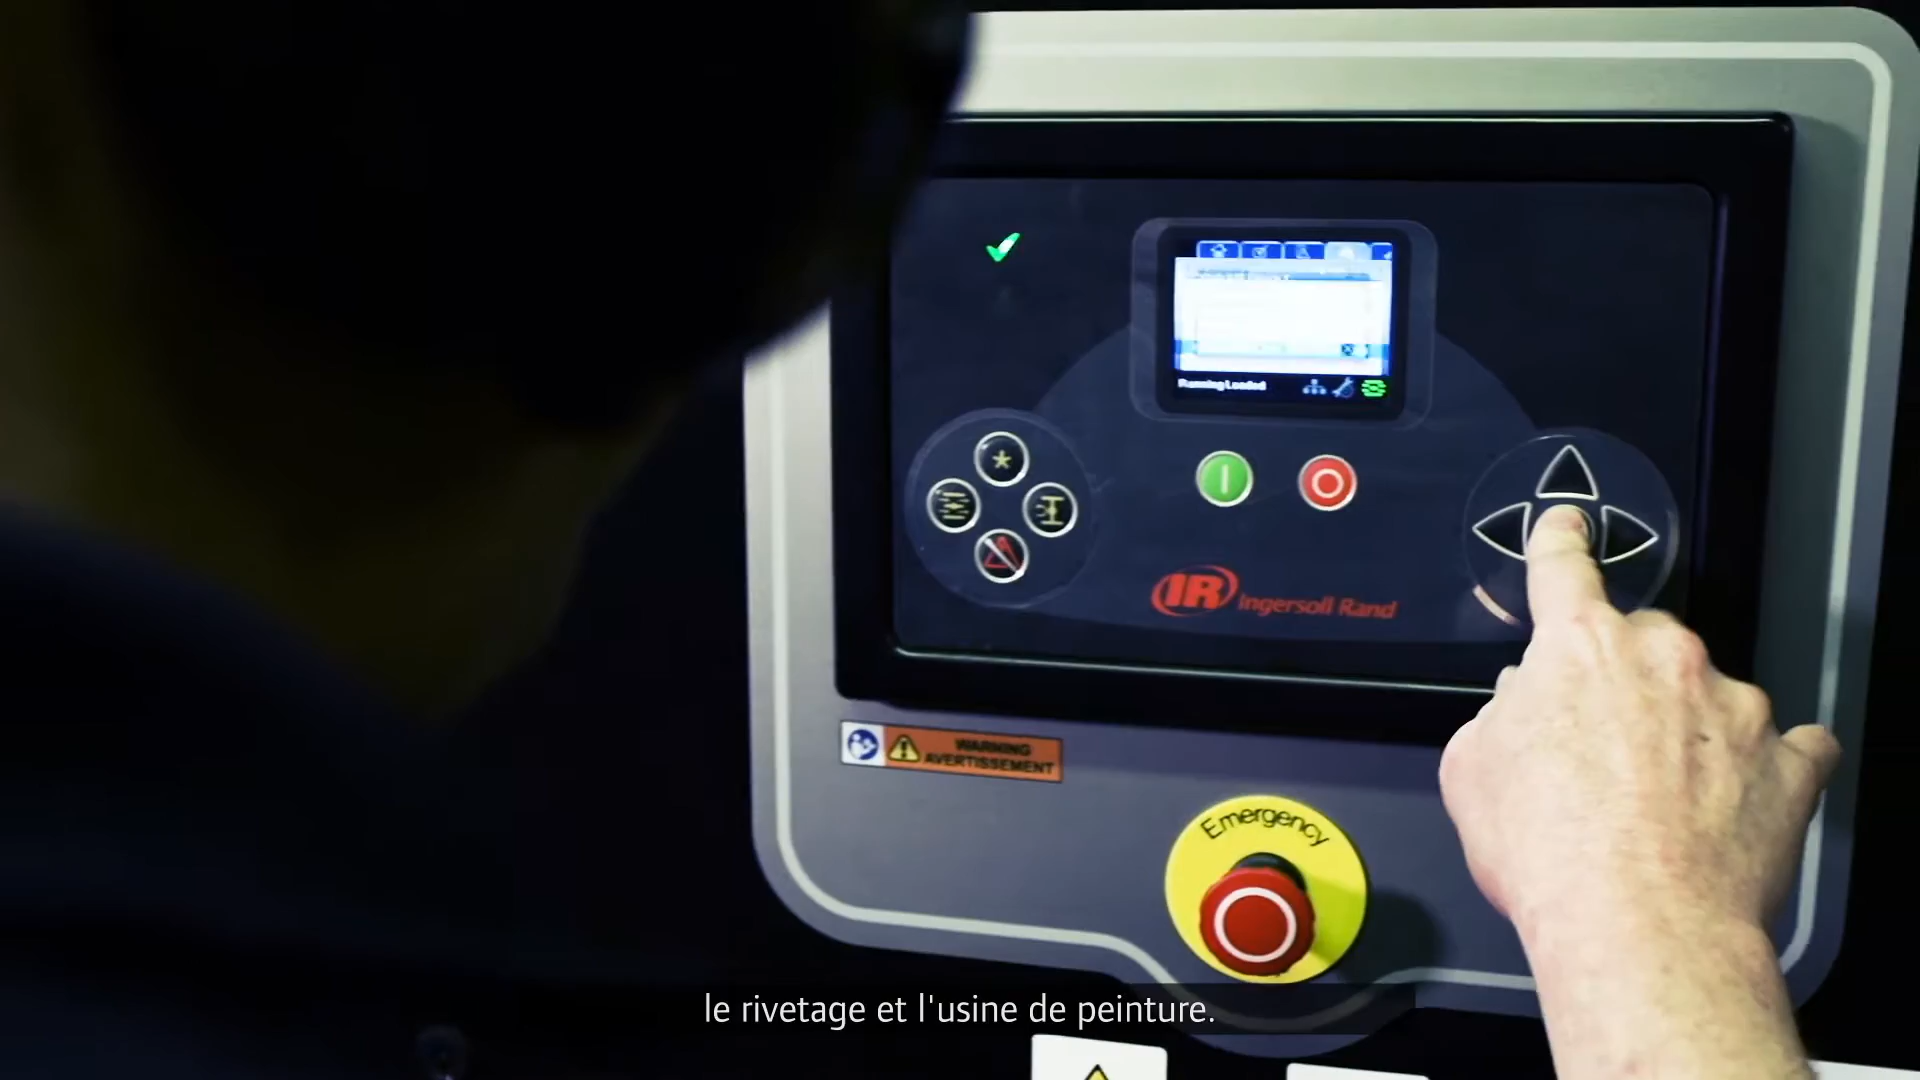 Running Loaded
IR Ingersoll Rand
WARNING
AVERTISSEMENT
Emergency
le rivetage et l'usine de peinture.